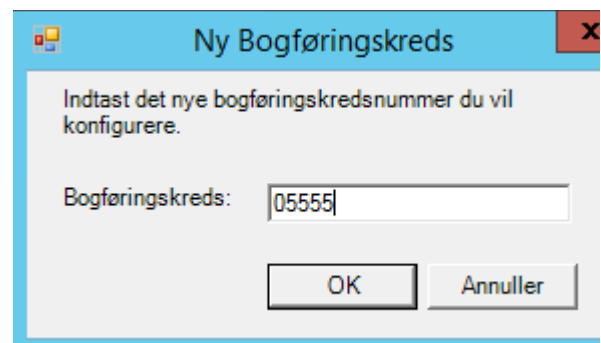 Ny Bogføringskreds
x
Indtast det nye bogføringskredsnummer du vil
konfigurere.
Bogføringskreds: 05555
OK Annuller